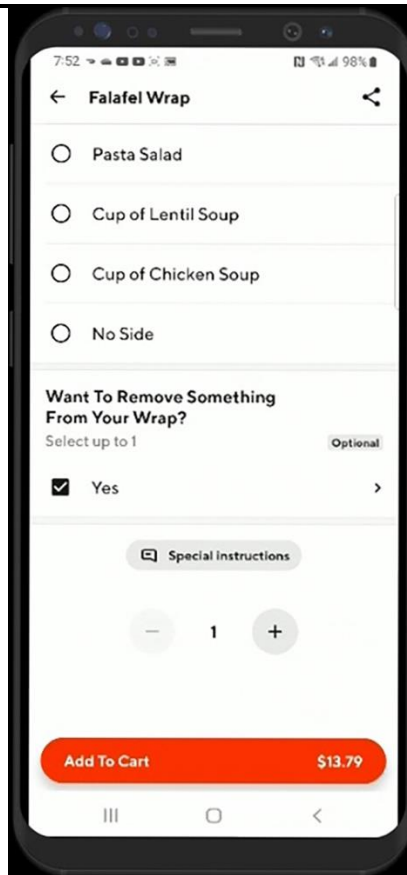 7:52
98%
Falafel Wrap
Pasta Salad
Cup of Lentil Soup
Cup of Chicken Soup
No Side
Want To Remove Something
From Your Wrap?
Select up to 1
Optional
Yes
Special instructions
1
Add To Cart
$13.79